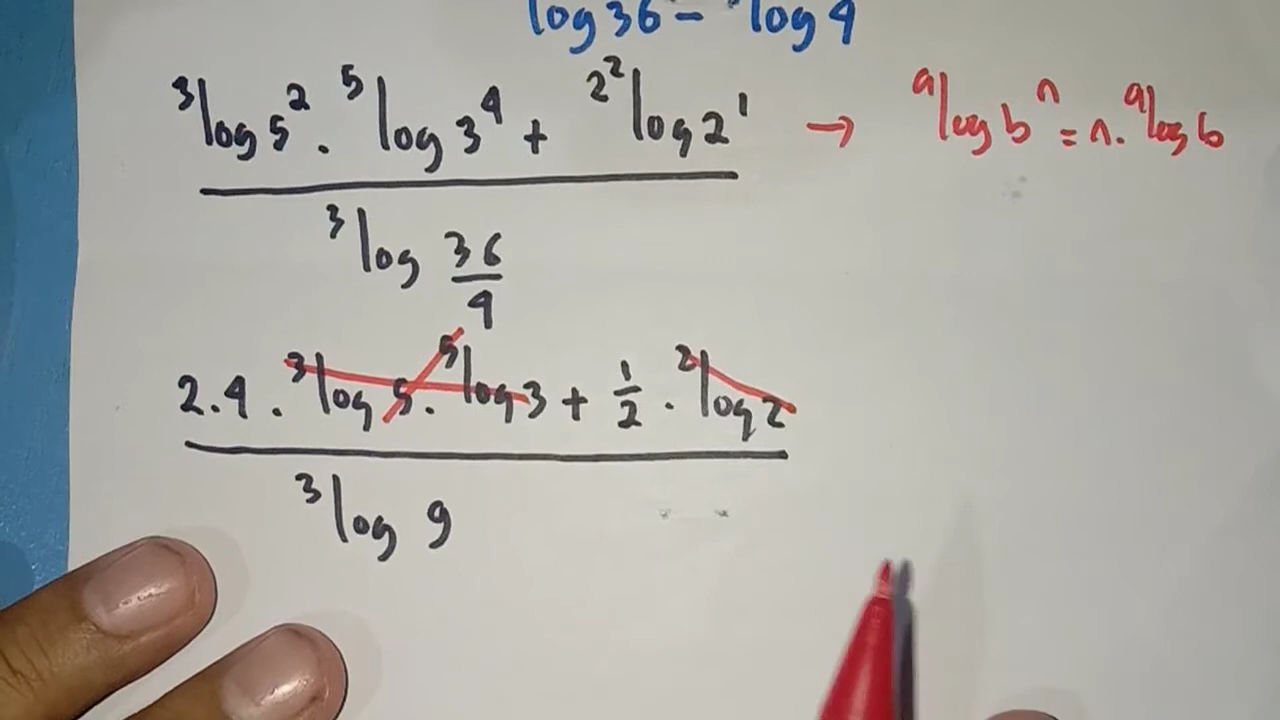 log 36 - log 4
³log 5² . ⁵log 3⁴ + 2²log 2¹ → ᵃlog bⁿ = n. ᵃlog b
³log 36/4
2.4 . ³log 5 . ⁵log 3 + 1/2 . ²log 2
³log 9